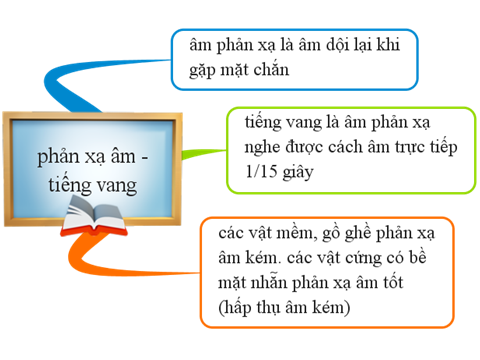 âm phản xạ là âm dội lại khi
gặp mặt chắn
tiếng vang là âm phản xạ
nghe được cách âm trực tiếp
1/15 giây
phản xạ âm -
tiếng vang
các vật mềm, gồ ghề phản xạ
âm kém. các vật cứng có bề
mặt nhẵn phản xạ âm tốt
(hấp thụ âm kém)